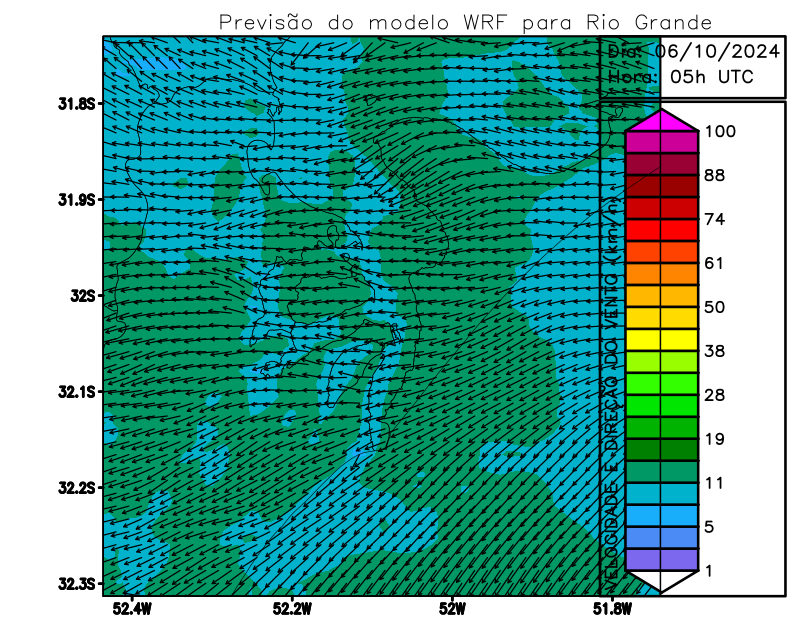 Previsão do modelo WRF para Rio Grande
Dia: 06/10/2024
Hora: 05h UTC
31.8S
31.9S
32S
32.1S
32.2S
32.3S
52.4W
52.2W
52W
51.8W
VELOCIDADE E DIREÇÃO DO VENTO (km/h)
100
88
74
61
50
38
28
19
11
5
1